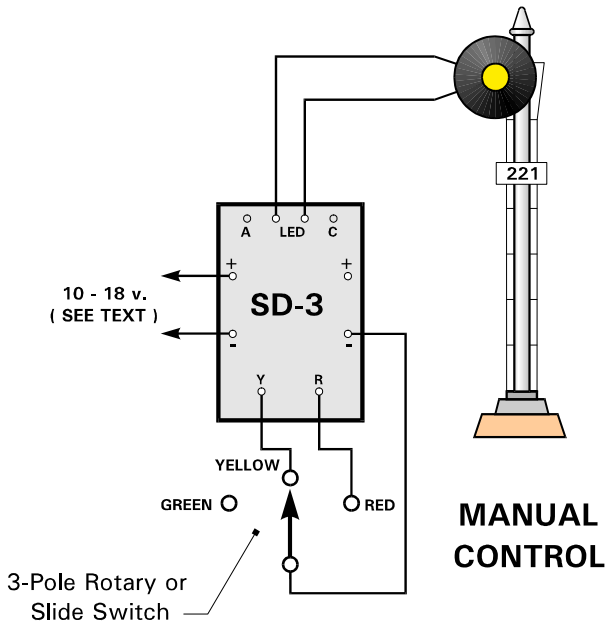 221
A LED C
+ +
10 - 18 v.
( SEE TEXT )
SD-3
- -
Y R
YELLOW
GREEN RED
MANUAL
CONTROL
3-Pole Rotary or
Slide Switch